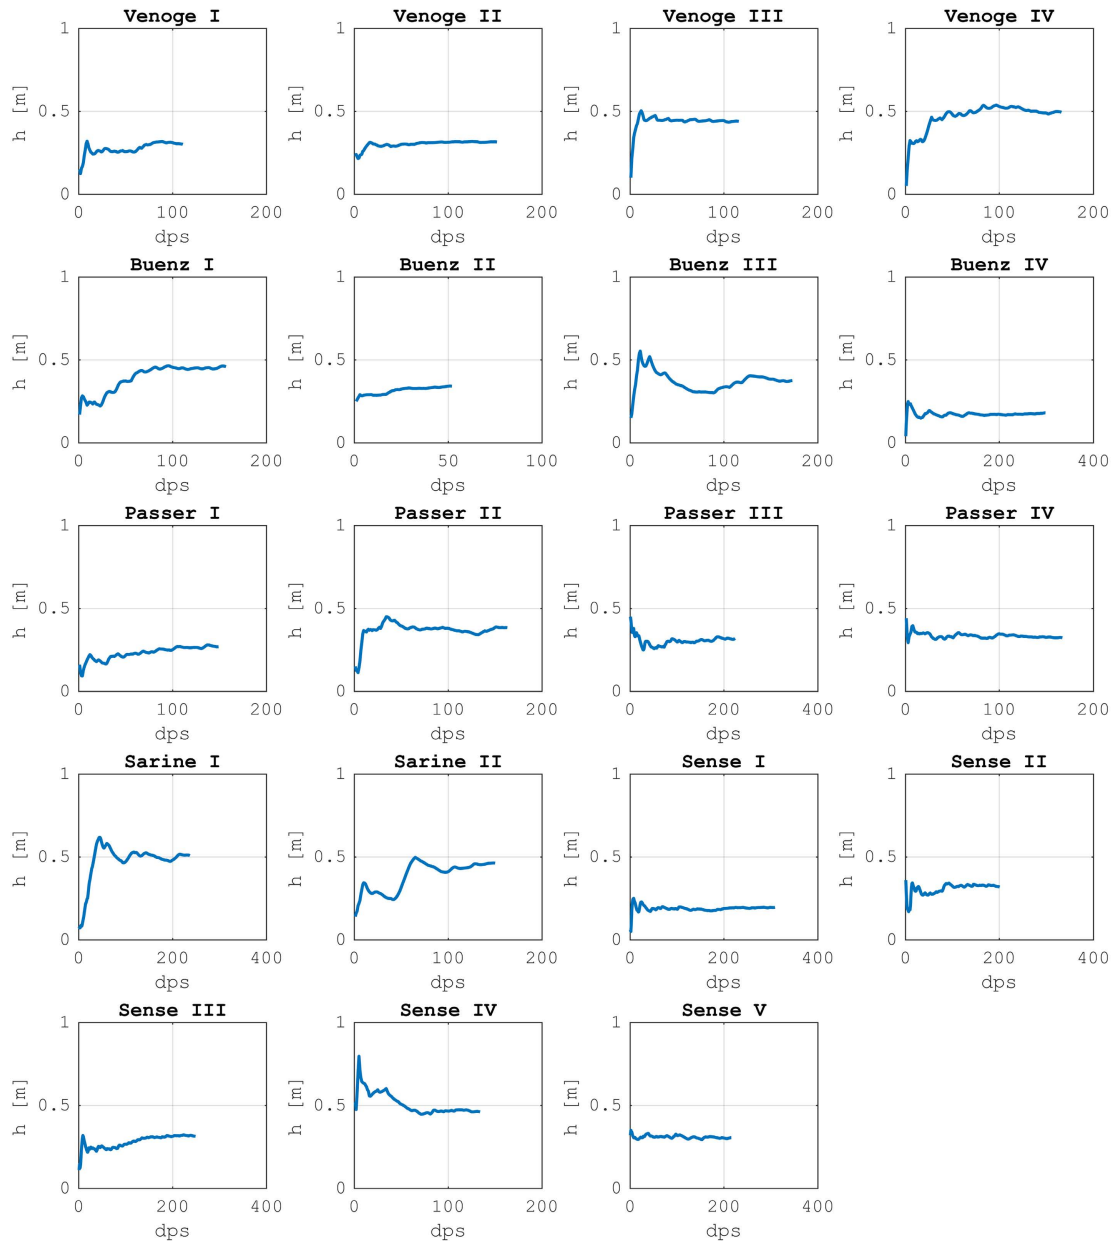 Venoge I Venoge II Venoge III Venoge IV
1 1 1 1
h [m] h [m] h [m] h [m]
0.5 0.5 0.5 0.5
0 0 0 0
0 100 200 0 100 200 0 100 200 0 100 200
dps dps dps dps
Buenz I Buenz II Buenz III Buenz IV
1 1 1 1
h [m] h [m] h [m] h [m]
0.5 0.5 0.5 0.5
0 0 0 0
0 100 200 0 50 100 0 100 200 0 200 400
dps dps dps dps
Passer I Passer II Passer III Passer IV
1 1 1 1
h [m] h [m] h [m] h [m]
0.5 0.5 0.5 0.5
0 0 0 0
0 100 200 0 100 200 0 200 400 0 100 200
dps dps dps dps
Sarine I Sarine II Sense I Sense II
1 1 1 1
h [m] h [m] h [m] h [m]
0.5 0.5 0.5 0.5
0 0 0 0
0 200 400 0 100 200 0 200 400 0 200 400
dps dps dps dps
Sense III Sense IV Sense V
1 1 1
h [m] h [m] h [m]
0.5 0.5 0.5
0 0 0
0 200 400 0 100 200 0 200 400
dps dps dps